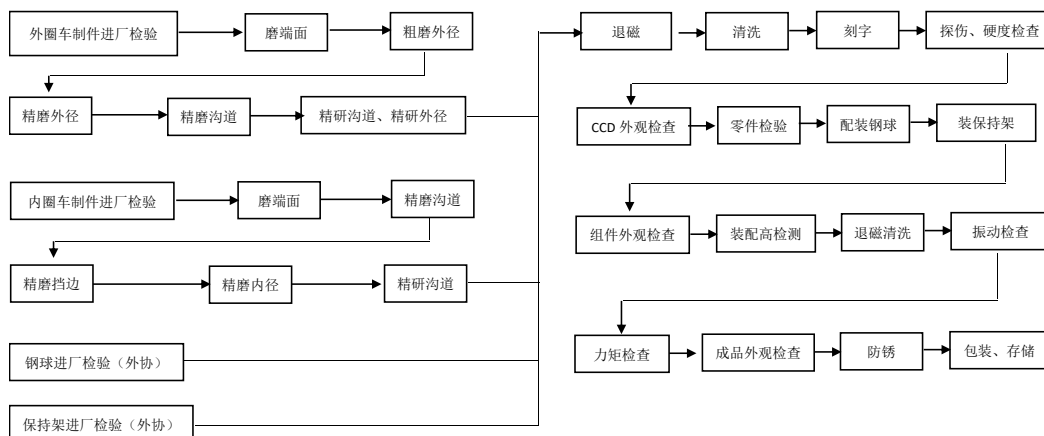 外圈车制件进厂检验
磨端面
粗磨外径
精磨外径
精磨沟道
精研沟道、精研外径
内圈车制件进厂检验
磨端面
精磨沟道
精磨挡边
精磨内径
精研沟道
钢球进厂检验（外协）
保持架进厂检验（外协）
退磁
清洗
刻字
探伤、硬度检查
CCD 外观检查
零件检验
配装钢球
装保持架
组件外观检查
装配高检测
退磁清洗
振动检查
力矩检查
成品外观检查
防锈
包装、存储